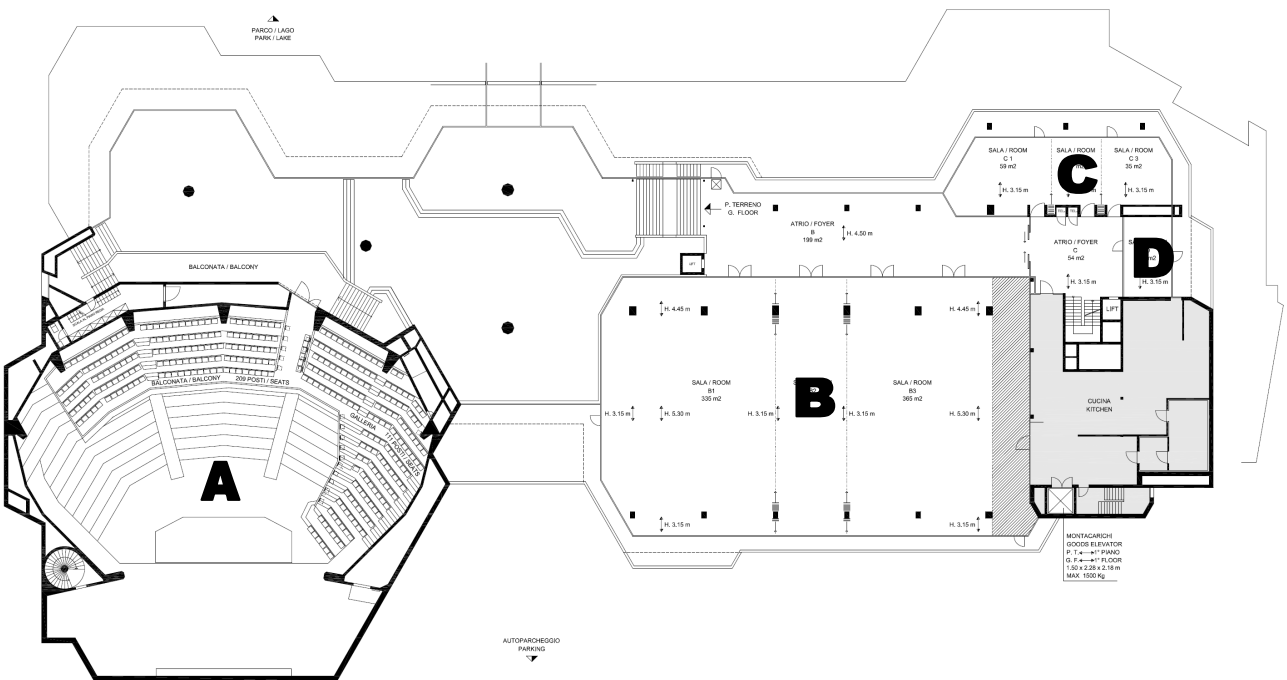 PARCO / LAGO
PARK / LAKE
SALA / ROOM
C 1
59 m2
SALA / ROOM
C
SALA / ROOM
C 3
35 m2
H. 3.15 m
H. 3.15 m
P. TERRENO
G. FLOOR
ATRIO / FOYER
B
199 m2
H. 4.50 m
ATRIO / FOYER
C
54 m2
D
H. 3.15 m
H. 3.15 m
LIFT
LIFT
BALCONATA / BALCONY
H. 4.45 m
H. 4.45 m
BALCONATA / BALCONY 209 POSTI / SEATS
GALLERIA 111 POSTI / SEATS
SALA / ROOM
B1
335 m2
B
SALA / ROOM
B3
365 m2
H. 3.15 m
H. 5.30 m
H. 3.15 m
H. 3.15 m
H. 5.30 m
CUCINA
KITCHEN
A
H. 3.15 m
H. 3.15 m
MONTACARICHI
GOODS ELEVATOR
P. T. 1° PIANO
G. F. 1° FLOOR
1.50 x 2.28 x 2.18 m
MAX 1500 Kg
AUTOPARCHEGGIO
PARKING